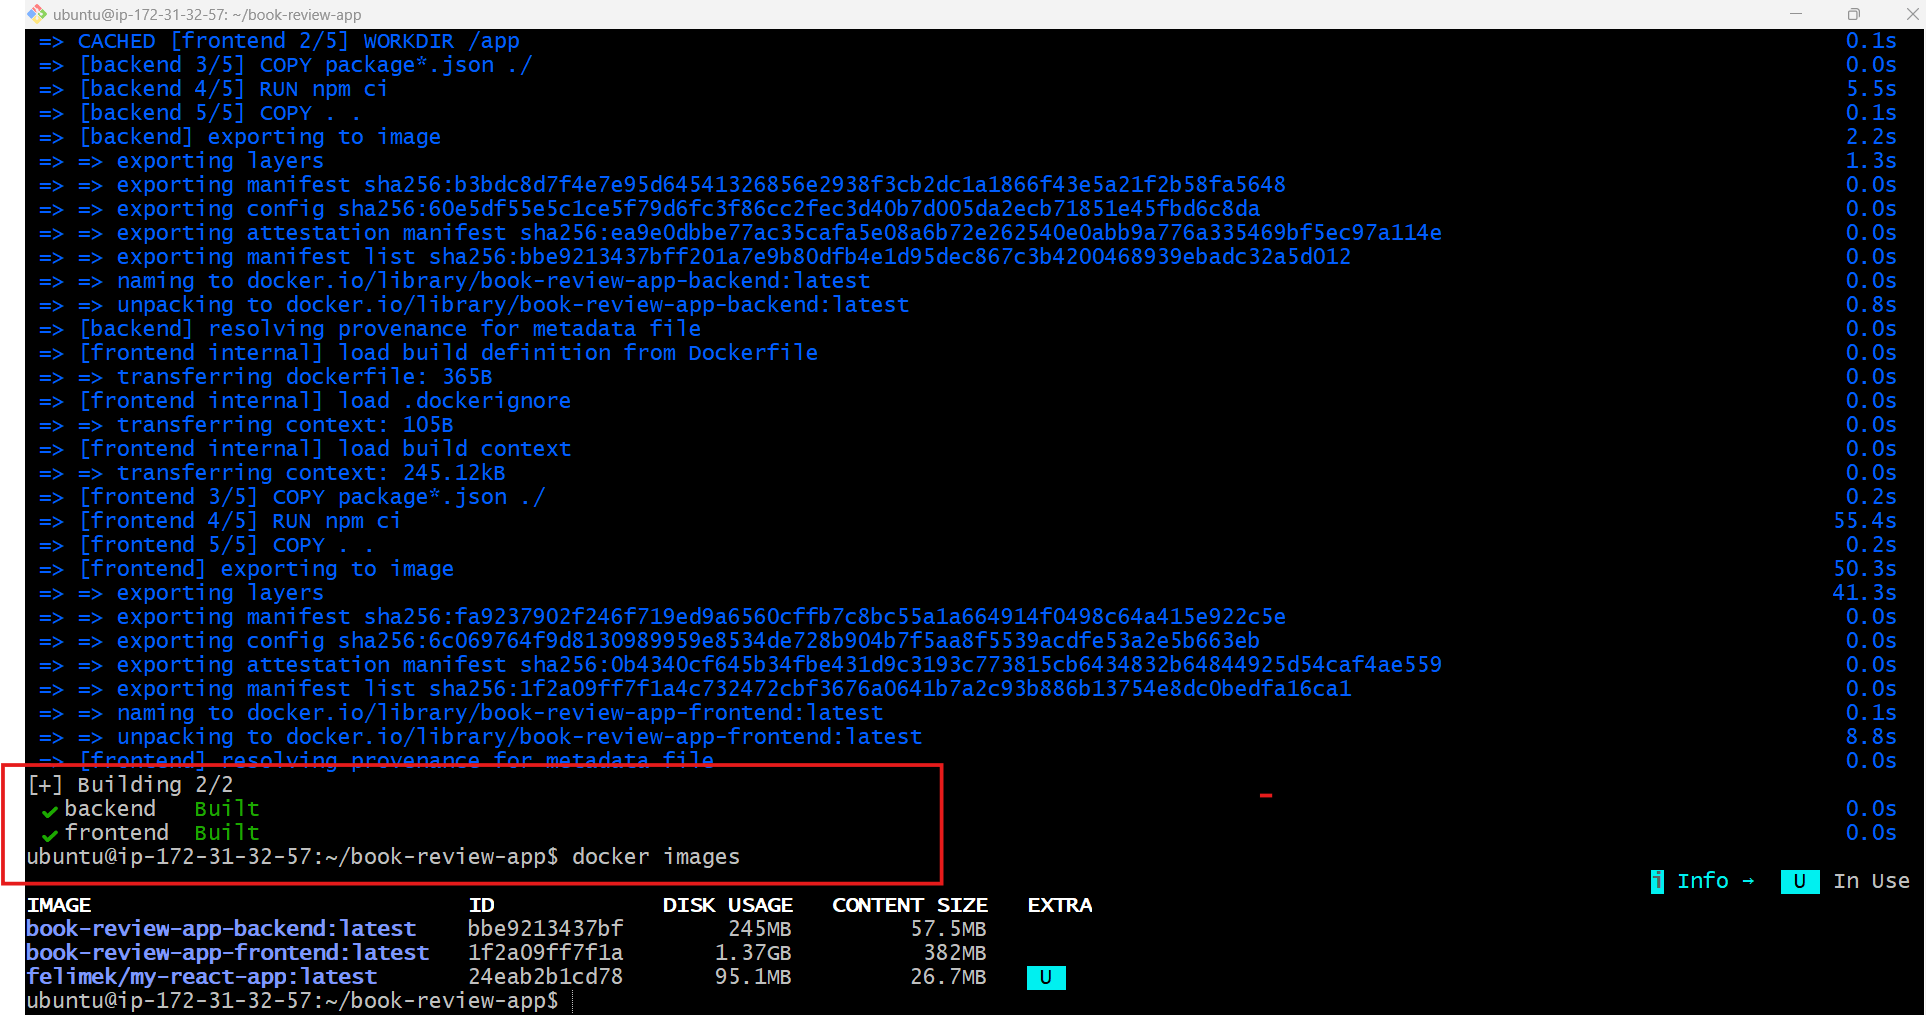 ubuntu@ip-172-31-32-57: ~/book-review-app
=> CACHED [frontend 2/5] WORKDIR /app 0.1s
=> [backend 3/5] COPY package*.json ./ 0.0s
=> [backend 4/5] RUN npm ci 5.5s
=> [backend 5/5] COPY . . 0.1s
=> [backend] exporting to image 2.2s
=> => exporting layers 1.3s
=> => exporting manifest sha256:b3bdc8d7f4e7e95d64541326856e2938f3cb2dc1a1866f43e5a21f2b58fa5648 0.0s
=> => exporting config sha256:60e5df55e5c1ce5f79d6fc3f86cc2fec3d40b7d005da2ecb71851e45fbd6c8da 0.0s
=> => exporting attestation manifest sha256:ea9e0dbbe77ac35cafa5e08a6b72e262540e0abb9a776a335469bf5ec97a114e 0.0s
=> => exporting manifest list sha256:bbe9213437bff201a7e9b80dfb4e1d95dec867c3b4200468939ebadc32a5d012 0.0s
=> => naming to docker.io/library/book-review-app-backend:latest 0.0s
=> => unpacking to docker.io/library/book-review-app-backend:latest 0.8s
=> [backend] resolving provenance for metadata file 0.0s
=> [frontend internal] load build definition from Dockerfile 0.0s
=> => transferring dockerfile: 365B 0.0s
=> [frontend internal] load .dockerignore 0.0s
=> => transferring context: 105B 0.0s
=> [frontend internal] load build context 0.0s
=> => transferring context: 245.12kB 0.0s
=> [frontend 3/5] COPY package*.json ./ 0.2s
=> [frontend 4/5] RUN npm ci 55.4s
=> [frontend 5/5] COPY . . 0.2s
=> [frontend] exporting to image 50.3s
=> => exporting layers 41.3s
=> => exporting manifest sha256:fa9237902f246f719ed9a6560cffb7c8bc55a1a664914f0498c64a415e922c5e 0.0s
=> => exporting config sha256:6c069764f9d8130989959e8534de728b904b7f5aa8f5539acdfe53a2e5b663eb 0.0s
=> => exporting attestation manifest sha256:0b4340cf645b34fbe431d9c3193c773815cb6434832b64844925d54caf4ae559 0.0s
=> => exporting manifest list sha256:1f2a09ff7f1a4c732472cbf3676a0641b7a2c93b886b13754e8dc0bedfa16ca1 0.0s
=> => naming to docker.io/library/book-review-app-frontend:latest 0.1s
=> => unpacking to docker.io/library/book-review-app-frontend:latest 8.8s
=> [frontend] resolving provenance for metadata file 0.0s
[+] Building 2/2
✔ backend Built 0.0s
✔ frontend Built 0.0s
ubuntu@ip-172-31-32-57:~/book-review-app$ docker images
i Info → U In Use
IMAGE ID DISK USAGE CONTENT SIZE EXTRA
book-review-app-backend:latest bbe9213437bf 245MB 57.5MB
book-review-app-frontend:latest 1f2a09ff7f1a 1.37GB 382MB
felimek/my-react-app:latest 24eab2b1cd78 95.1MB 26.7MB U
ubuntu@ip-172-31-32-57:~/book-review-app$